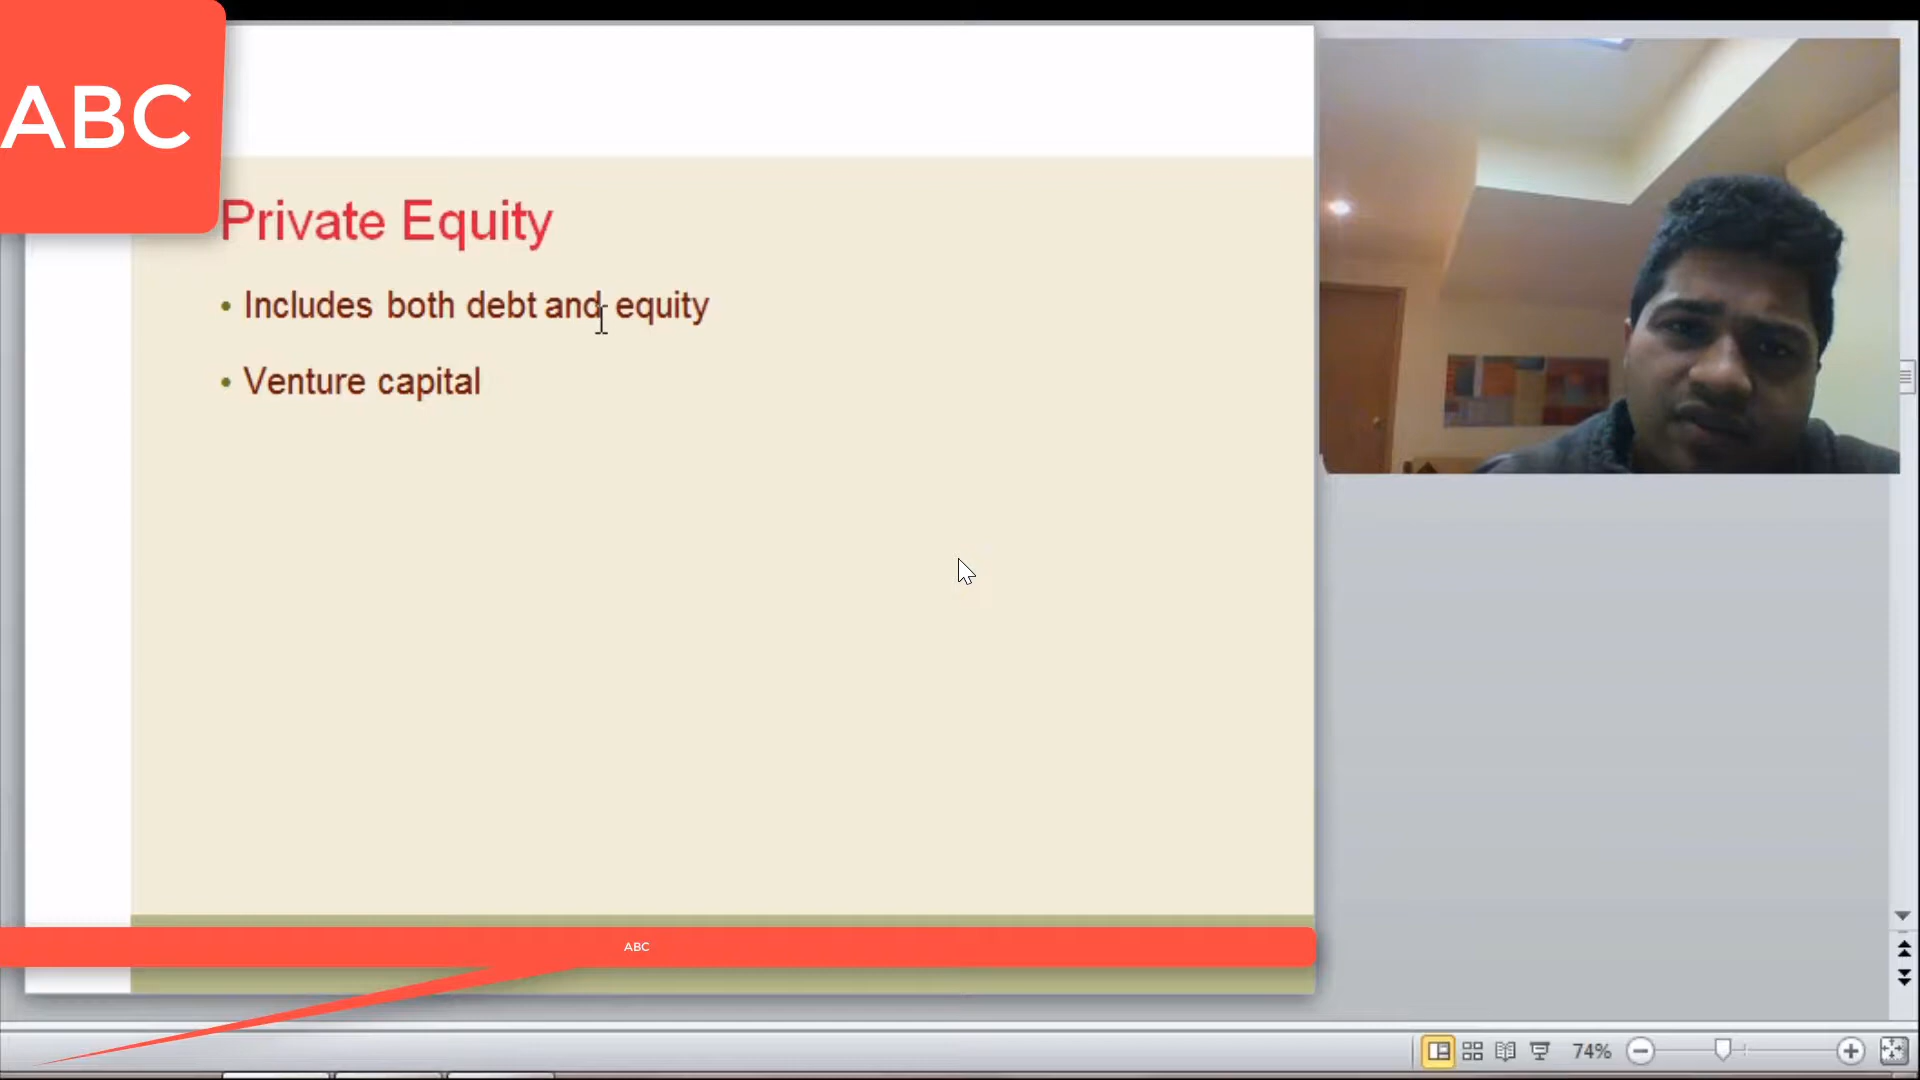 ABC
Private Equity
• Includes both debt and equity
• Venture capital
ABC
74%